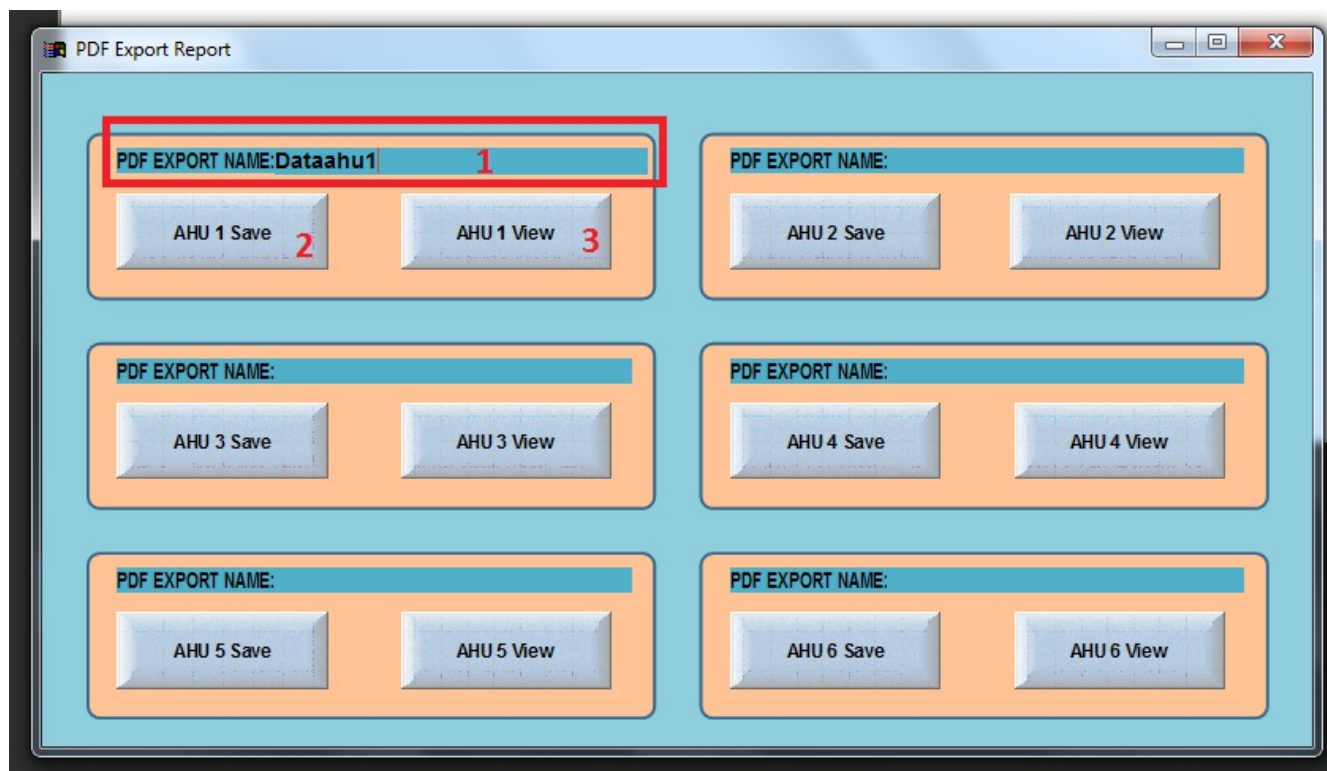 PDF Export Report
PDF EXPORT NAME:Dataahu1 1
AHU 1 Save 2
AHU 1 View 3
PDF EXPORT NAME:
AHU 2 Save
AHU 2 View
PDF EXPORT NAME:
AHU 3 Save
AHU 3 View
PDF EXPORT NAME:
AHU 4 Save
AHU 4 View
PDF EXPORT NAME:
AHU 5 Save
AHU 5 View
PDF EXPORT NAME:
AHU 6 Save
AHU 6 View